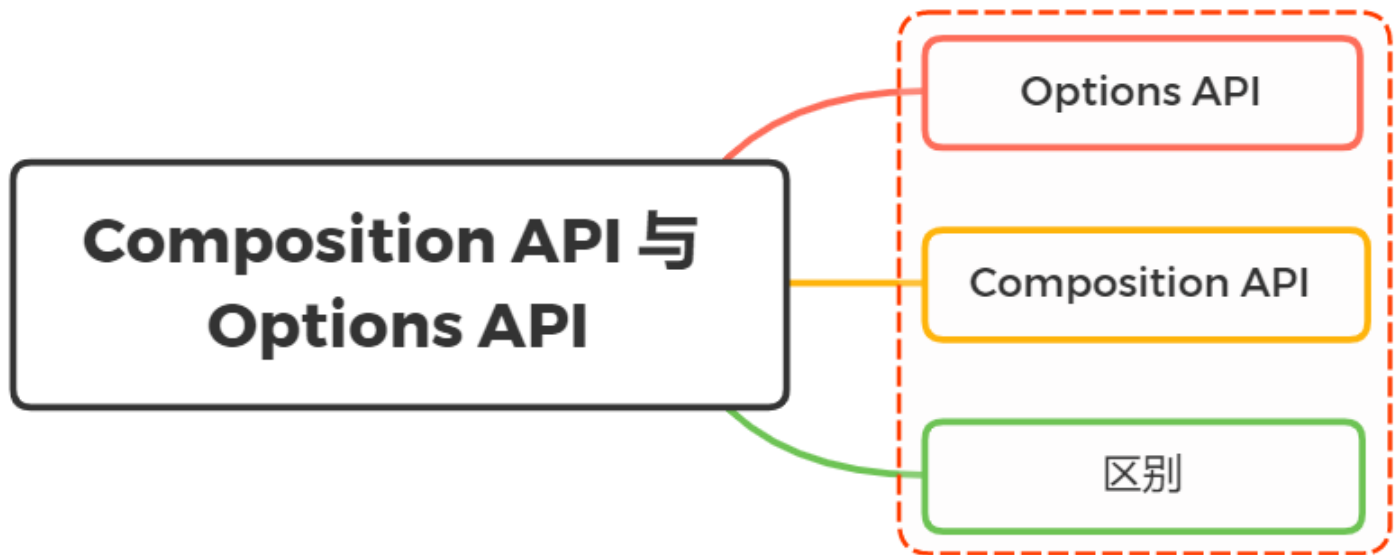 Composition API 与
Options API
Options API
Composition API
区别